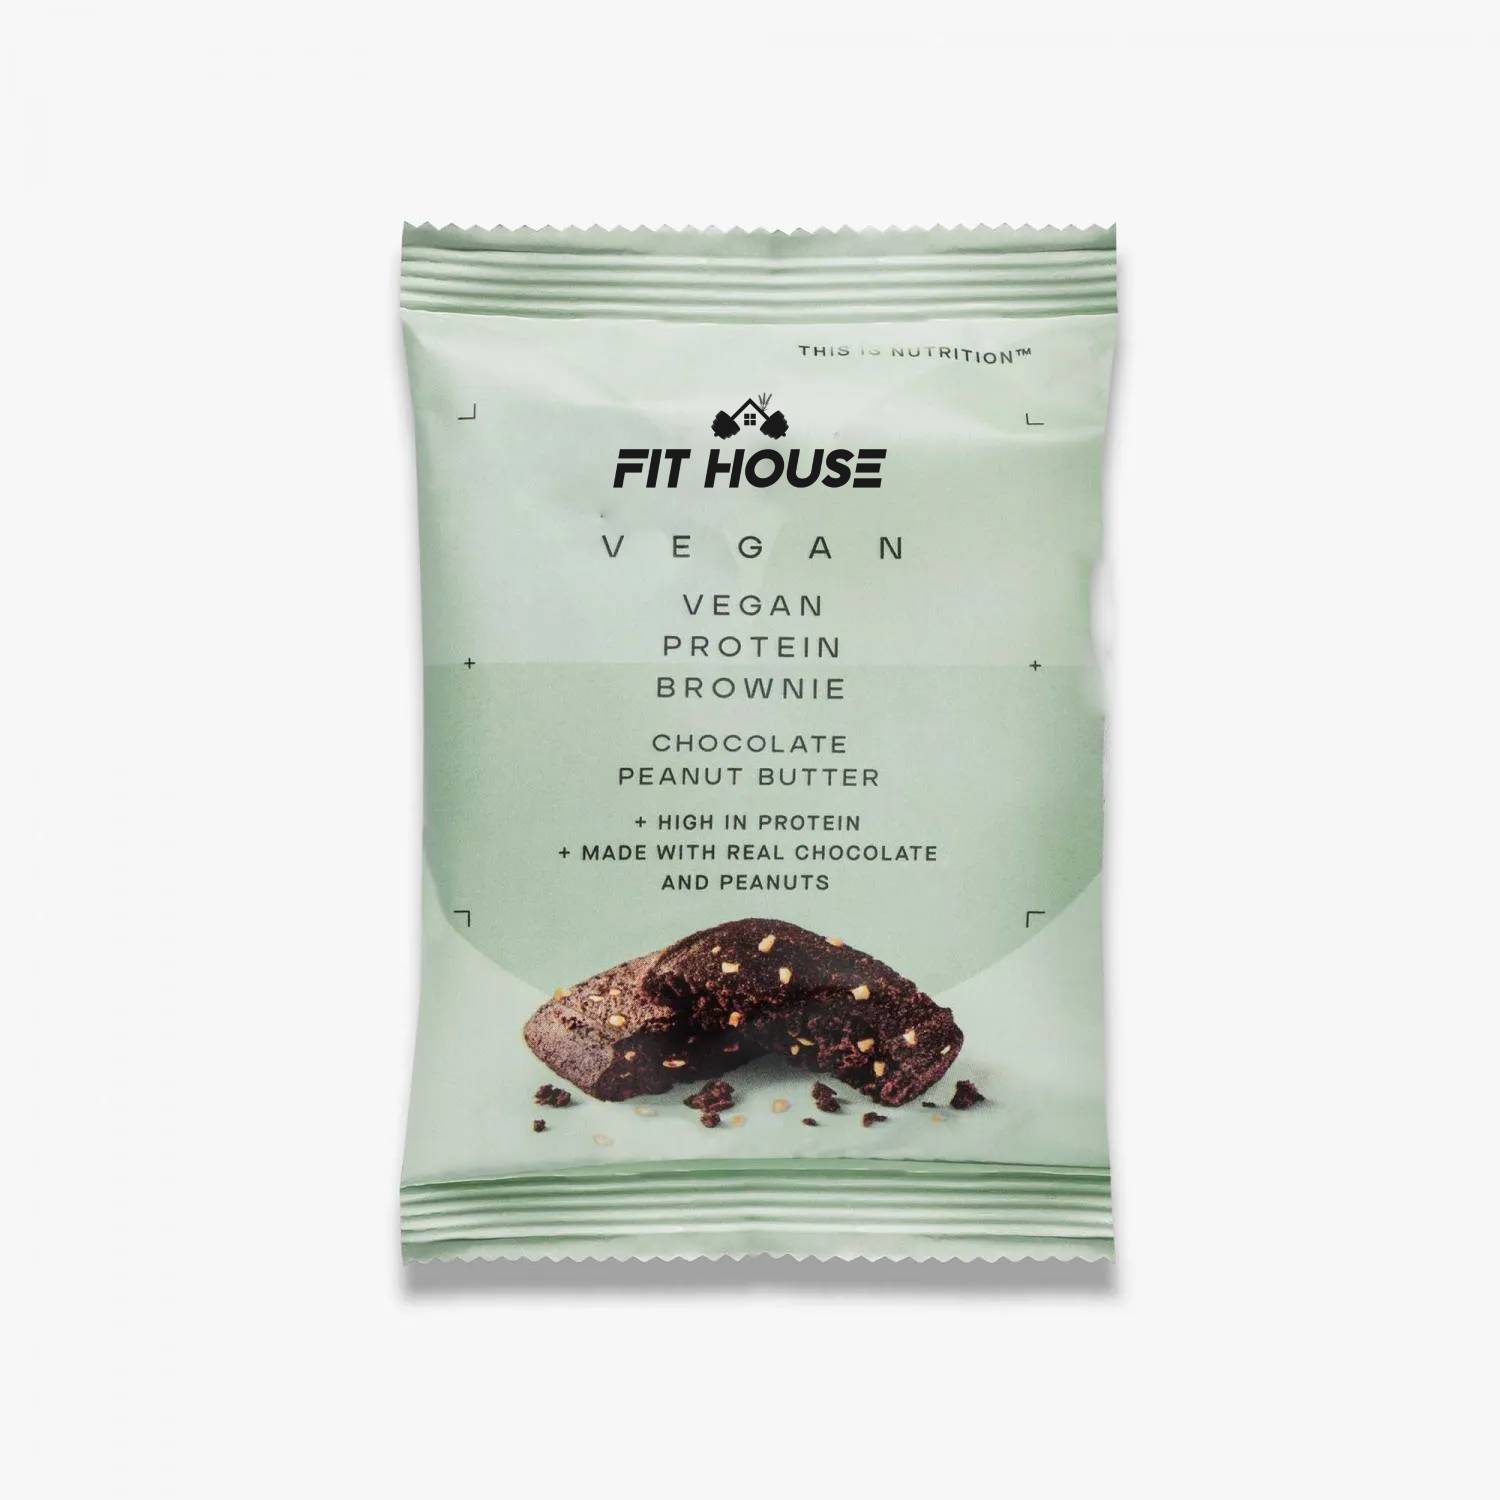 THIS IS NUTRITION™
FIT HOUSE
VEGAN
VEGAN
PROTEIN
BROWNIE
CHOCOLATE
PEANUT BUTTER
+ HIGH IN PROTEIN
+ MADE WITH REAL CHOCOLATE
AND PEANUTS